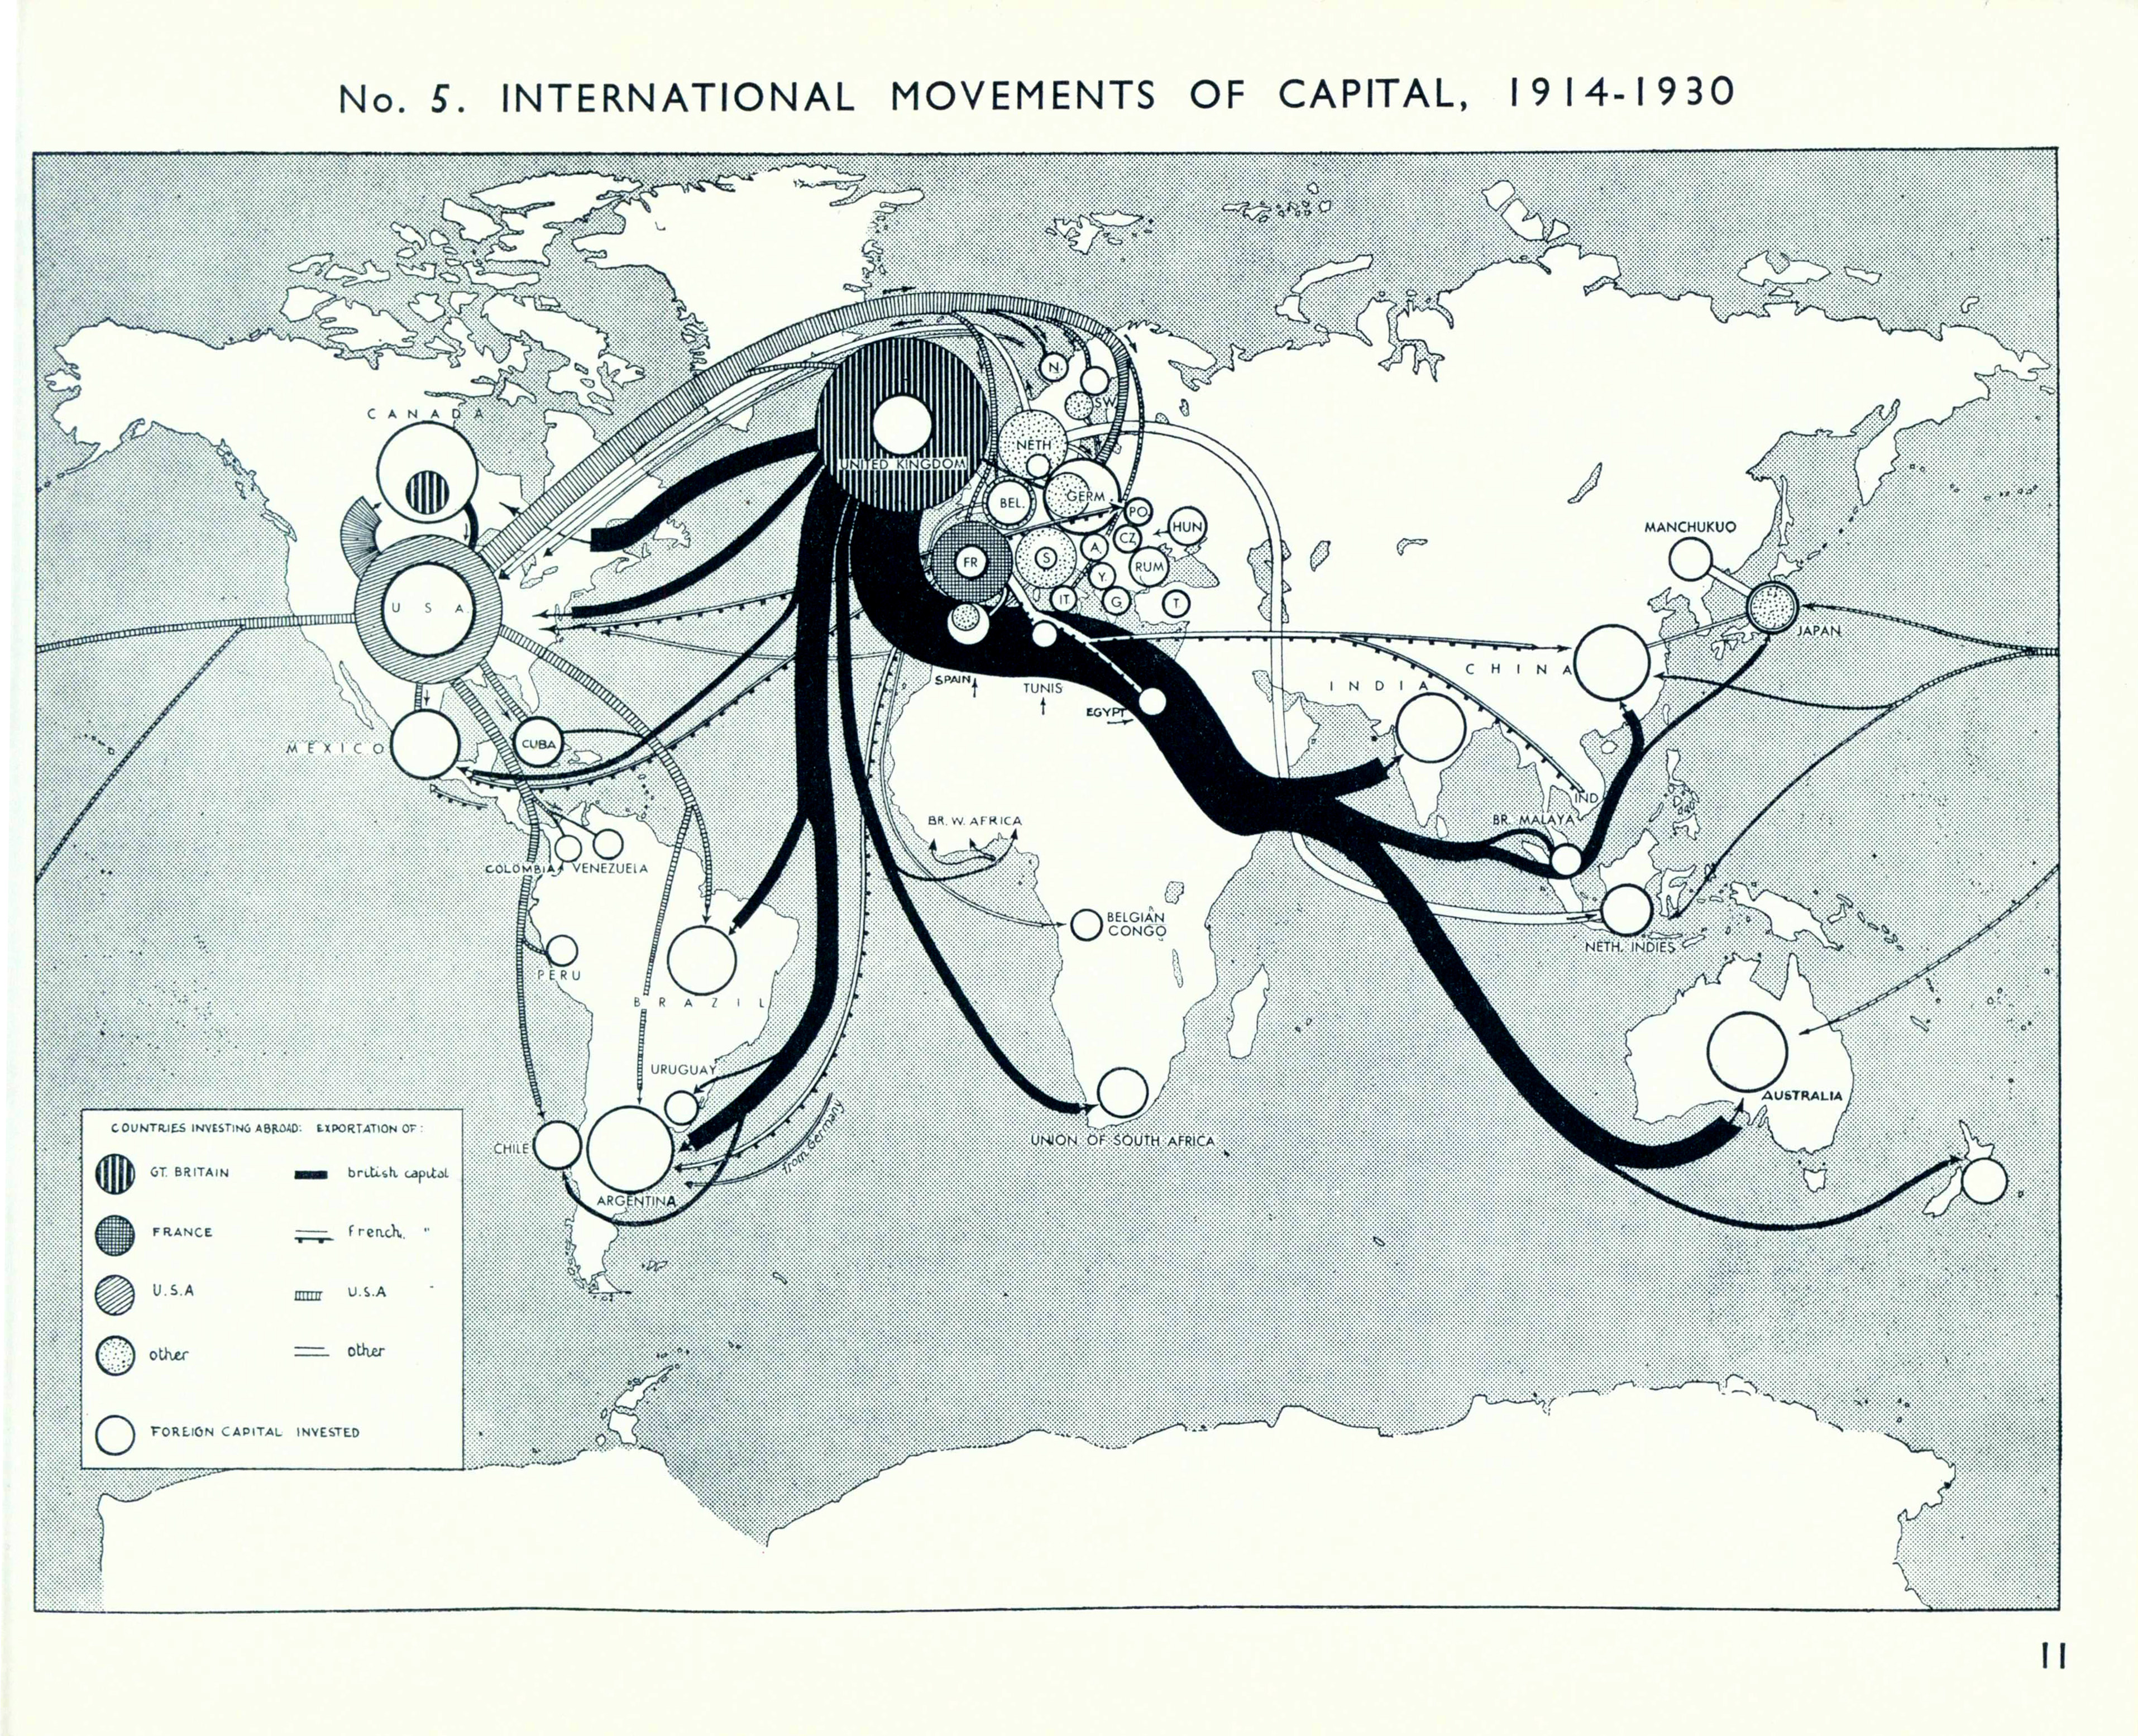 No. 5. INTERNATIONAL MOVEMENTS OF CAPITAL, 1914-1930
CANADA
UNITED KINGDOM
N.
SW.
NETH
BEL.
GERM.
PO
HUN
CZ
A.
FR
S
RUM
Y.
IT
G
T
U S A
MANCHUKUO
JAPAN
CHINA
INDIA
SPAIN
TUNIS
EGYPT
MEXICO
CUBA
IND
BR. MALAYA
BR. W. AFRICA
COLOMBIA
VENEZUELA
BELGIAN
CONGO
NETH. INDIES
PERU
BRAZIL
URUGUAY
AUSTRALIA
CHILE
ARGENTINA
from Germany
UNION OF SOUTH AFRICA
COUNTRIES INVESTING ABROAD: EXPORTATION OF:
GT. BRITAIN british capital
FRANCE french. "
U.S.A U.S.A -
other other
FOREIGN CAPITAL INVESTED
11